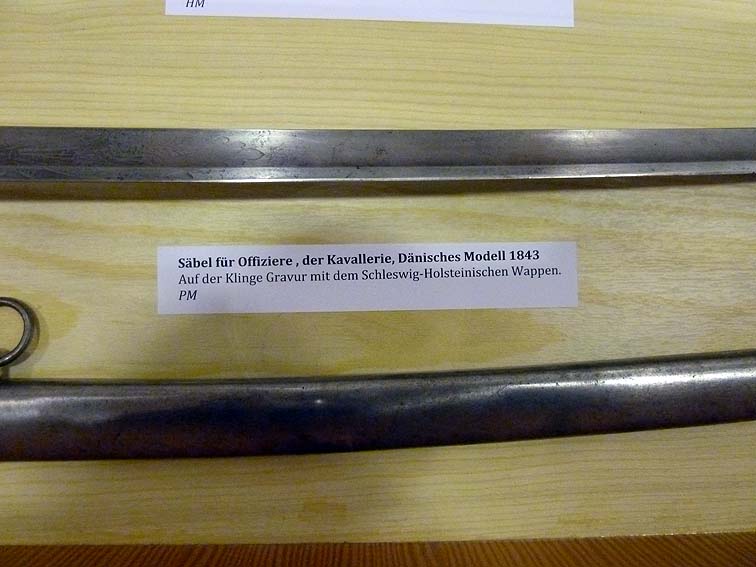 HM
Säbel für Offiziere , der Kavallerie, Dänisches Modell 1843
Auf der Klinge Gravur mit dem Schleswig-Holsteinischen Wappen.
PM